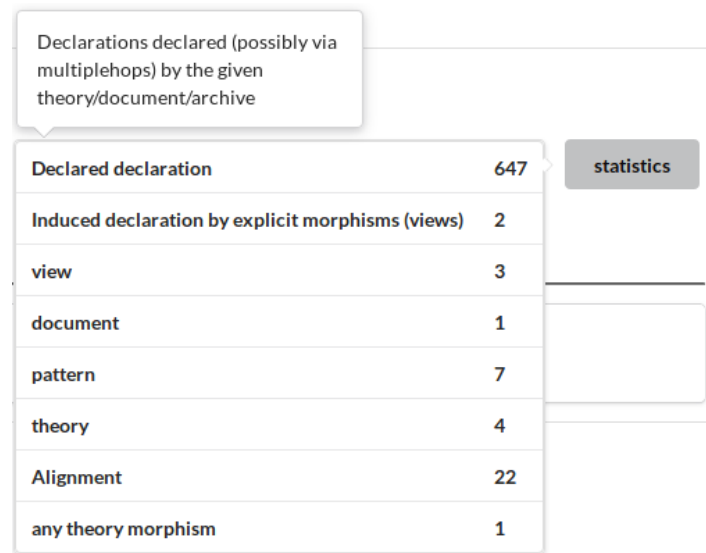 Declarations declared (possibly via
multiplehops) by the given
theory/document/archive
Declared declaration 647
statistics
Induced declaration by explicit morphisms (views) 2
view 3
document 1
pattern 7
theory 4
Alignment 22
any theory morphism 1